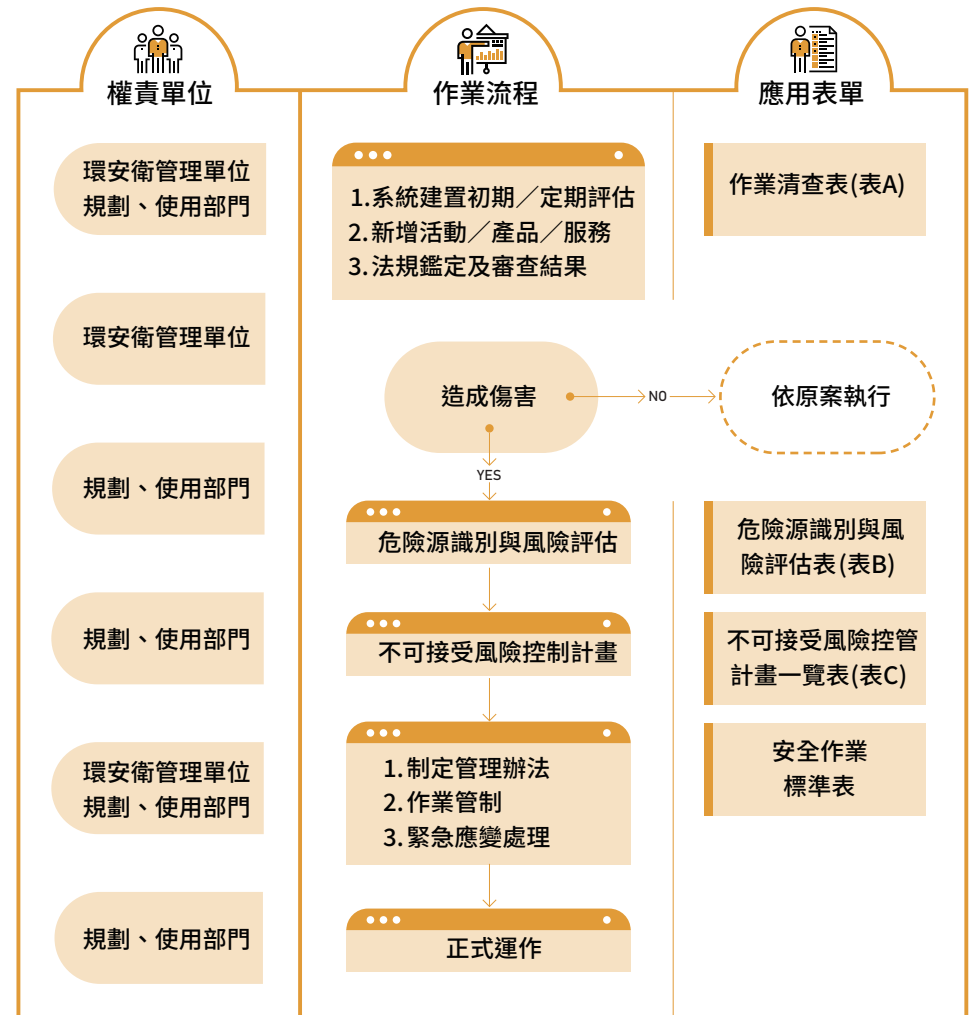 權責單位
環安衛管理單位
規劃、使用部門
環安衛管理單位
規劃、使用部門
規劃、使用部門
環安衛管理單位
規劃、使用部門
規劃、使用部門
作業流程
1.系統建置初期／定期評估
2.新增活動／產品／服務
3.法規鑑定及審查結果
造成傷害
NO
依原案執行
YES
危險源識別與風險評估
不可接受風險控制計畫
1.制定管理辦法
2.作業管制
3.緊急應變處理
正式運作
應用表單
作業清查表(表A)
危險源識別與風
險評估表(表B)
不可接受風險控管
計畫一覽表(表C)
安全作業
標準表